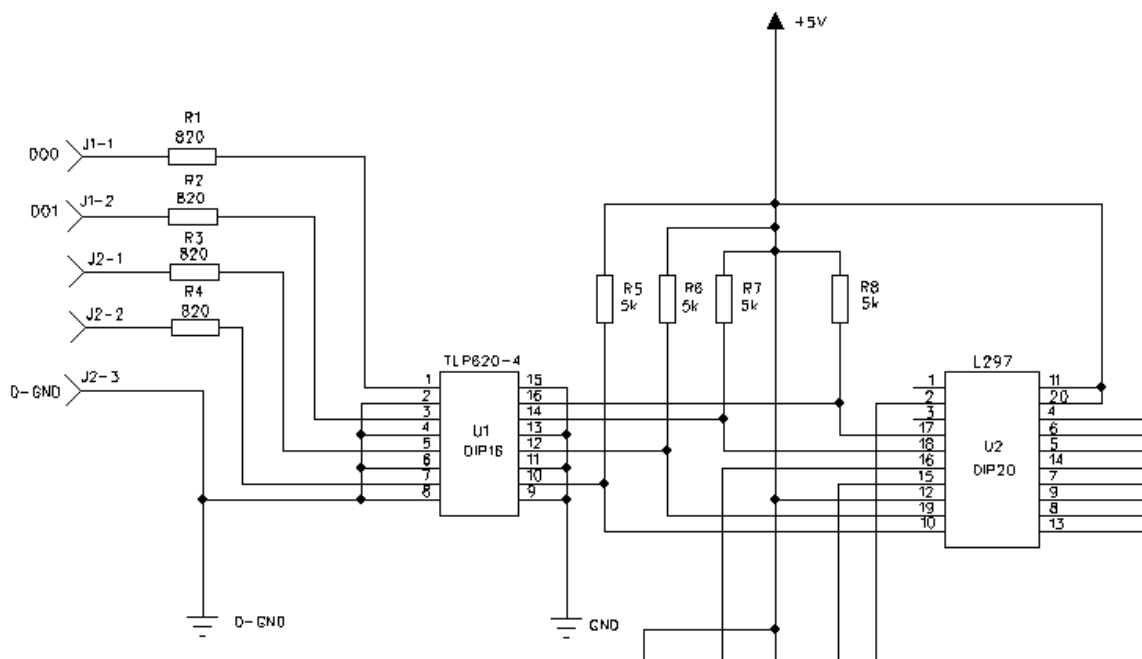 +5V
R1
820
DO0
J1-1
R2
820
DO1
J1-2
R3
820
J2-1
R4
820
J2-2
D-GND
J2-3
R5
5k
R6
5k
R7
5k
R8
5k
TLP620-4
1
2
3
4
5
6
7
8
U1
DIP16
15
16
14
13
12
11
10
9
L297
1
2
3
17
18
16
15
12
19
10
U2
DIP20
11
20
4
6
5
14
7
9
8
13
D-GND
GND